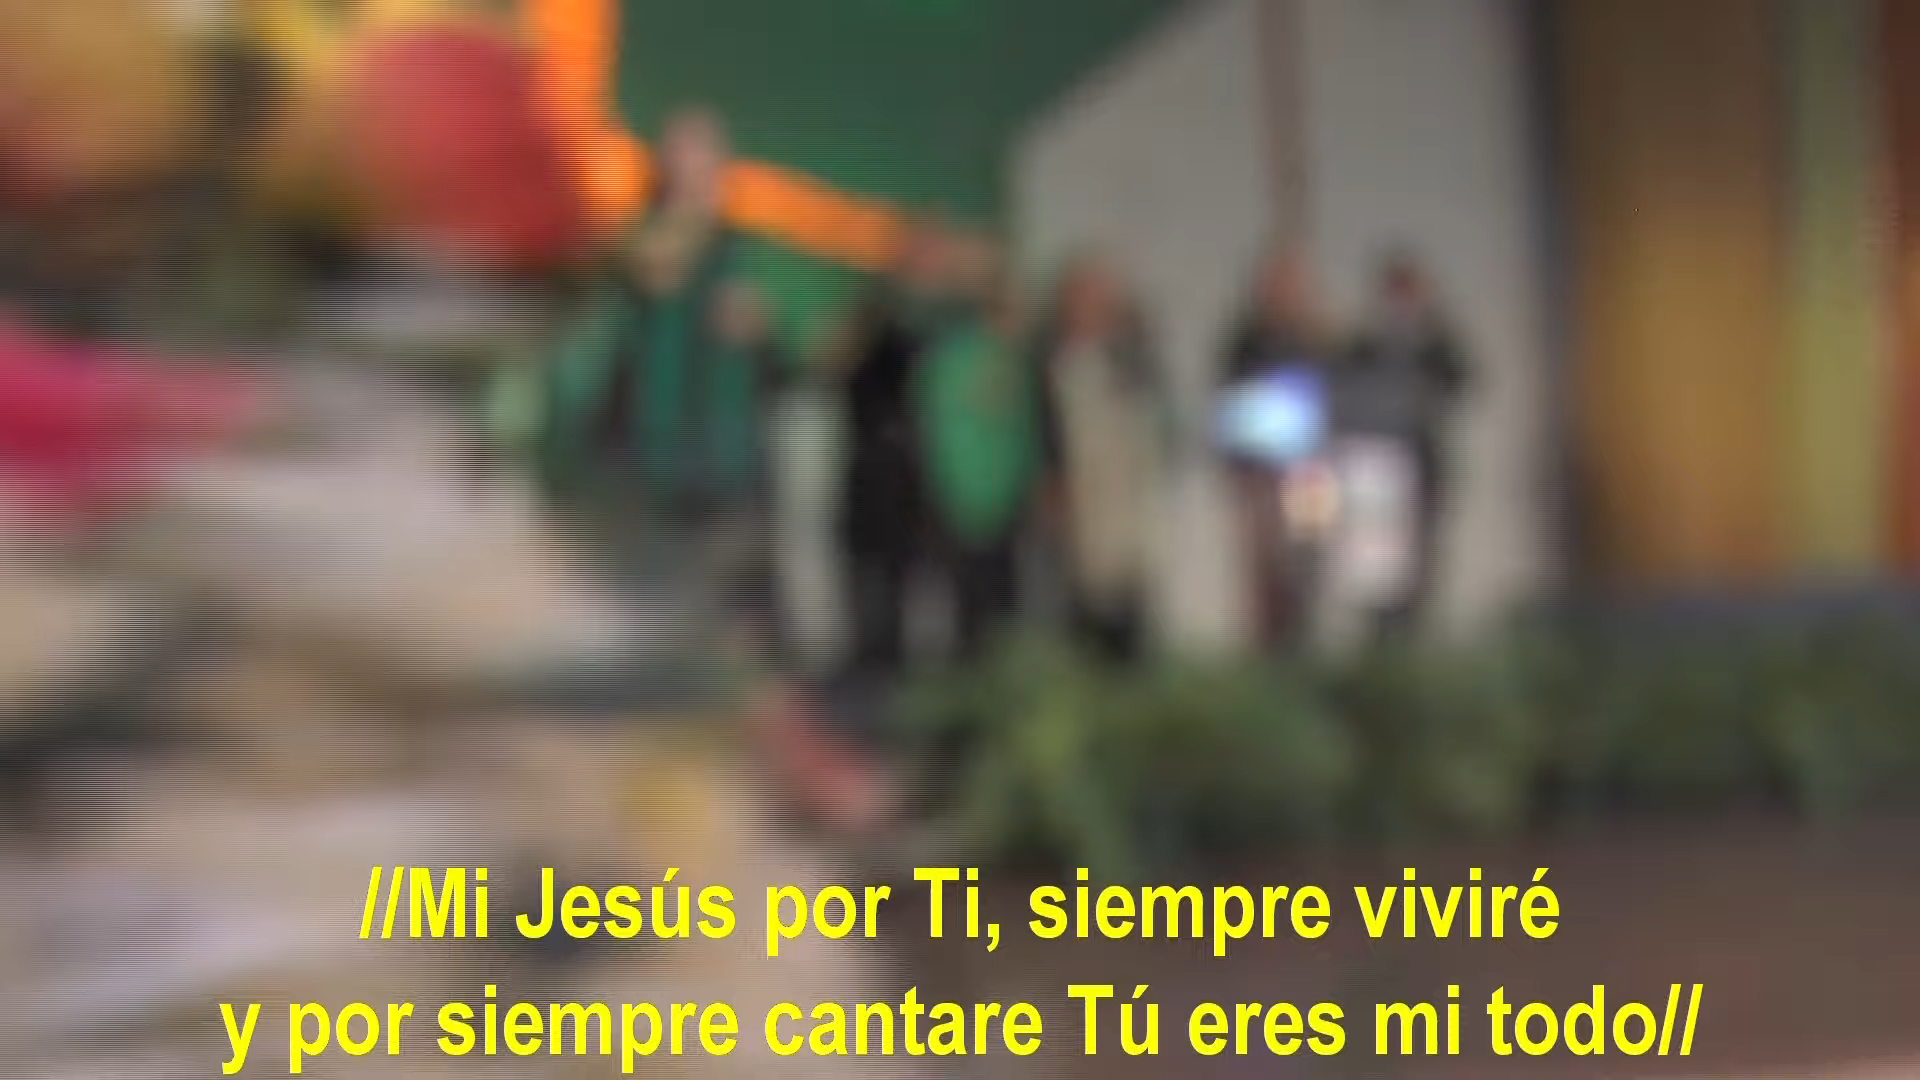 //Mi Jesús por Ti, siempre viviré
y por siempre cantare Tú eres mi todo//